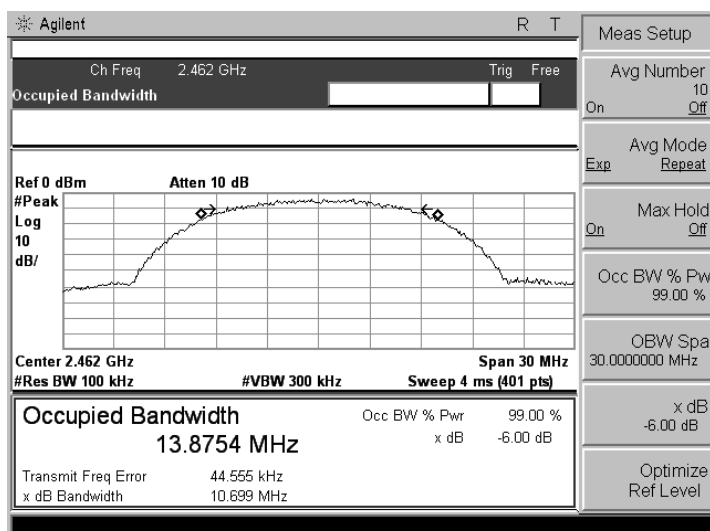 Agilent R T
Meas Setup
Ch Freq 2.462 GHz Trig Free
Occupied Bandwidth
Avg Number
10
On Off
Avg Mode
Exp Repeat
Max Hold
On Off
Occ BW % Pw
99.00 %
OBW Spa
30.0000000 MHz
x dB
-6.00 dB
Optimize
Ref Level
Ref 0 dBm Atten 10 dB
#Peak
Log
10
dB/
Center 2.462 GHz Span 30 MHz
#Res BW 100 kHz #VBW 300 kHz Sweep 4 ms (401 pts)
Occupied Bandwidth Occ BW % Pwr 99.00 %
13.8754 MHz x dB -6.00 dB
Transmit Freq Error 44.555 kHz
x dB Bandwidth 10.699 MHz